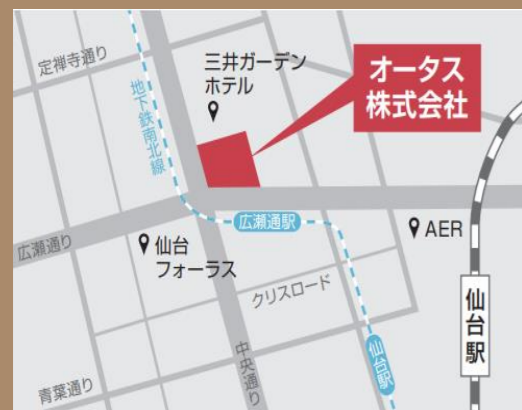 定禅寺通り
地下鉄南北線
三井ガーデン
ホテル
オータス
株式会社
広瀬通駅
AER
広瀬通り
仙台
フォーラス
クリスロード
仙台駅
中央通り
仙台駅
青葉通り